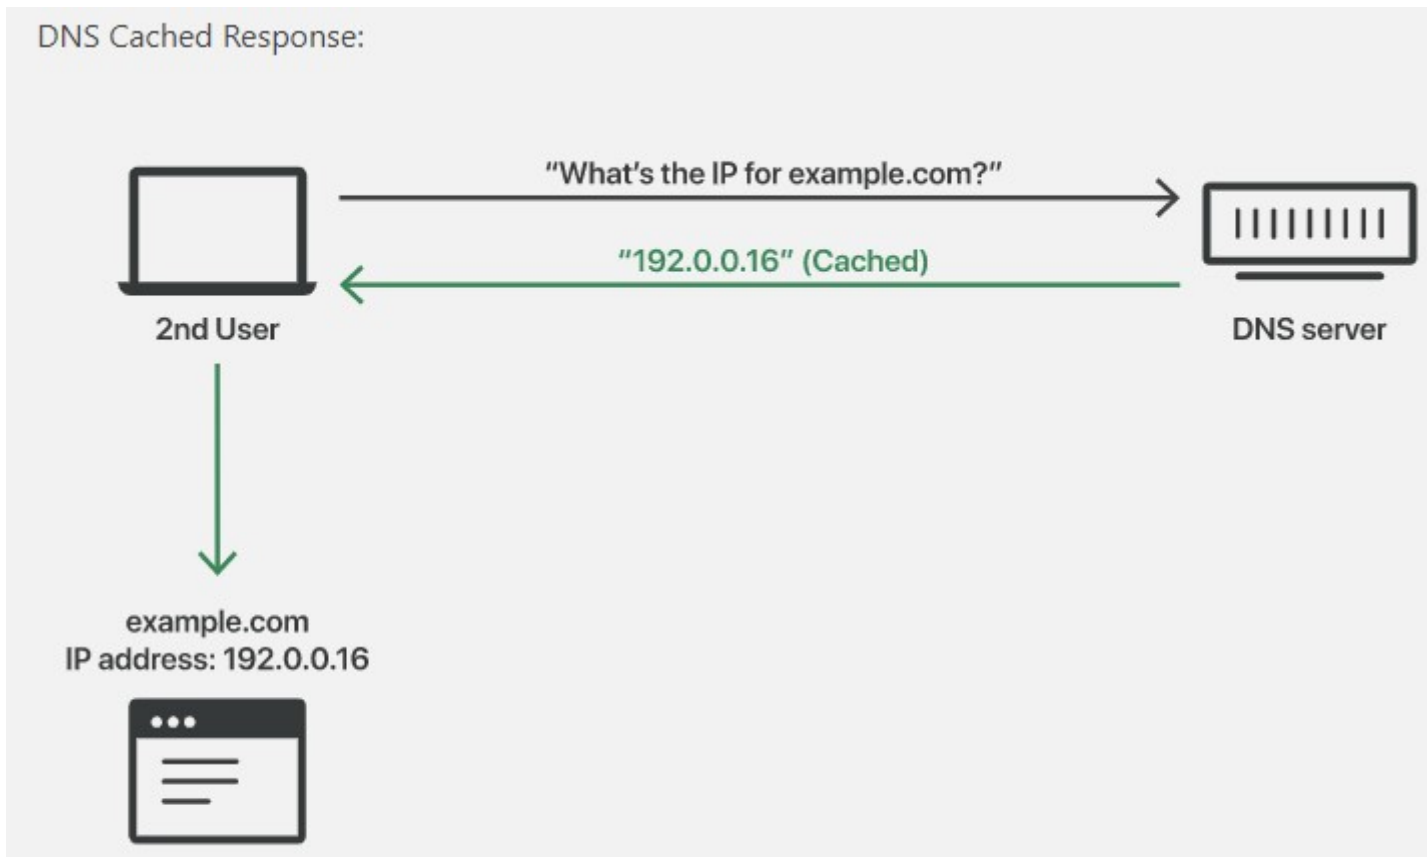 DNS Cached Response:
“What’s the IP for example.com?”
“192.0.0.16” (Cached)
2nd User
DNS server
example.com
IP address: 192.0.0.16